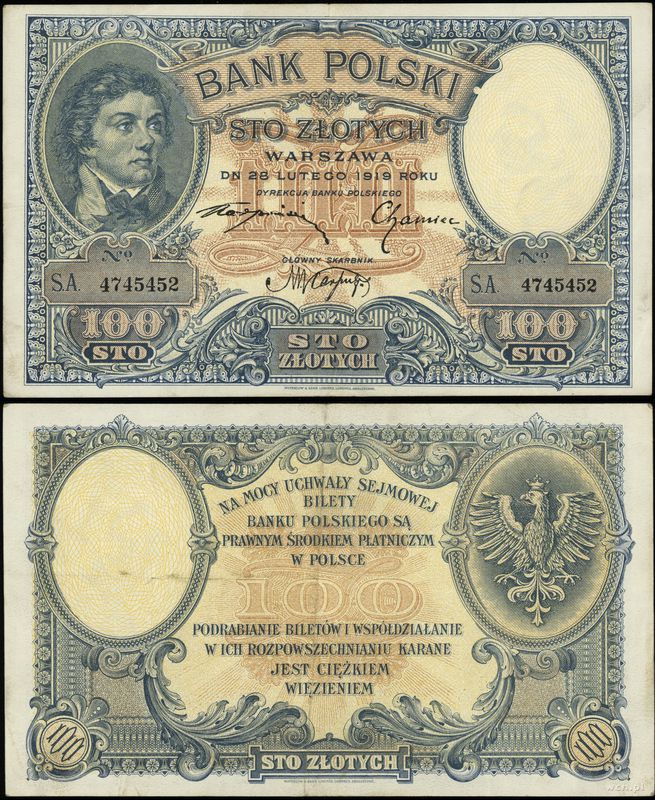 BANK POLSKI
STO ZŁOTYCH
WARSZAWA
DN 28 LUTEGO 1919 ROKU
DYREKCJA BANKU POLSKIEGO
GŁÓWNY SKARBNIK
No
S.A. 4745452
No
S.A. 4745452
100
STO
STO
ZŁOTYCH
100
STO
NA MOCY UCHWAŁY SEJMOWEJ
BILETY
BANKU POLSKIEGO SĄ
PRAWNYM ŚRODKIEM PŁATNICZYM
W POLSCE
100
PODRABIANIE BILETÓW I WSPÓŁDZIAŁANIE
W ICH ROZPOWSZECHNIANIU KARANE
JEST CIĘŻKIEM
WIĘZIENIEM
100
STO ZŁOTYCH
100
wcn.pl